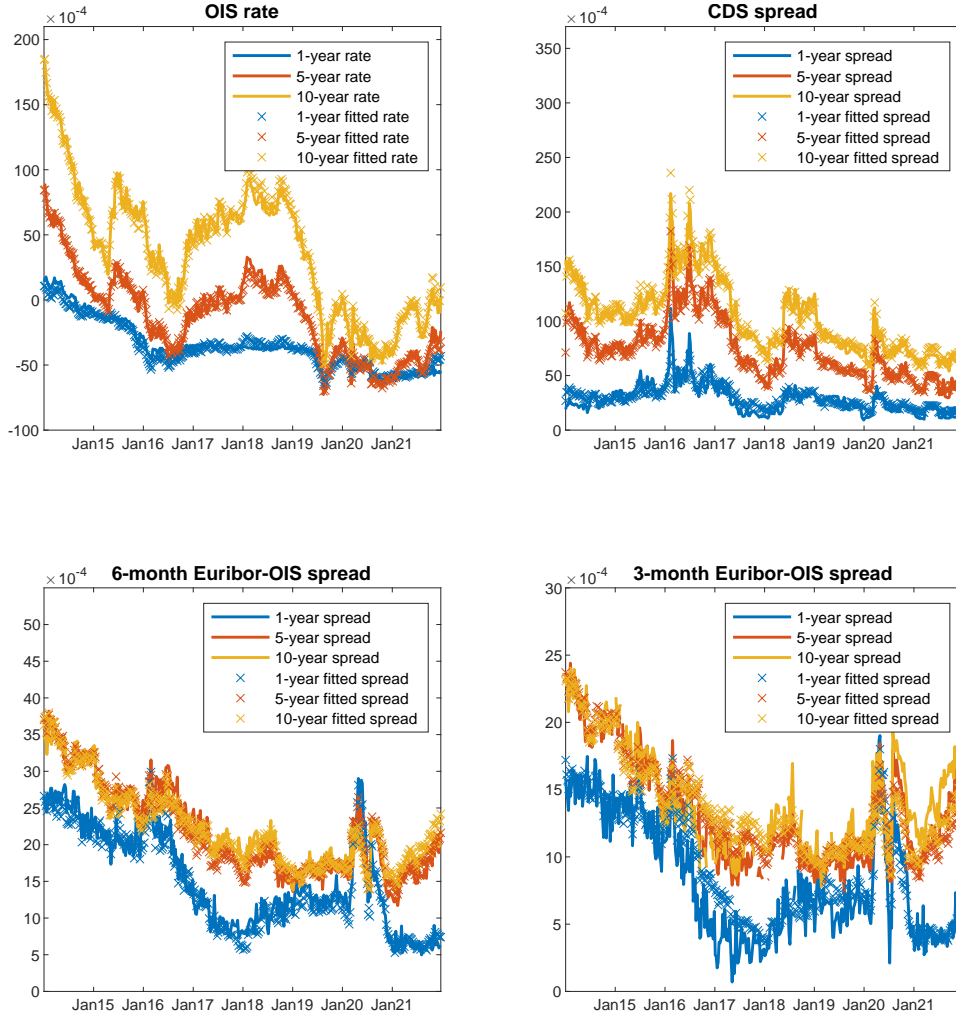 OIS rate
× 10-4
200
150
100
50
0
-50
-100
Jan15 Jan16 Jan17 Jan18 Jan19 Jan20 Jan21
1-year rate
5-year rate
10-year rate
1-year fitted rate
5-year fitted rate
10-year fitted rate
CDS spread
× 10-4
350
300
250
200
150
100
50
0
Jan15 Jan16 Jan17 Jan18 Jan19 Jan20 Jan21
1-year spread
5-year spread
10-year spread
1-year fitted spread
5-year fitted spread
10-year fitted spread
6-month Euribor-OIS spread
× 10-4
50
45
40
35
30
25
20
15
10
5
0
Jan15 Jan16 Jan17 Jan18 Jan19 Jan20 Jan21
1-year spread
5-year spread
10-year spread
1-year fitted spread
5-year fitted spread
10-year fitted spread
3-month Euribor-OIS spread
× 10-4
30
25
20
15
10
5
0
Jan15 Jan16 Jan17 Jan18 Jan19 Jan20 Jan21
1-year spread
5-year spread
10-year spread
1-year fitted spread
5-year fitted spread
10-year fitted spread